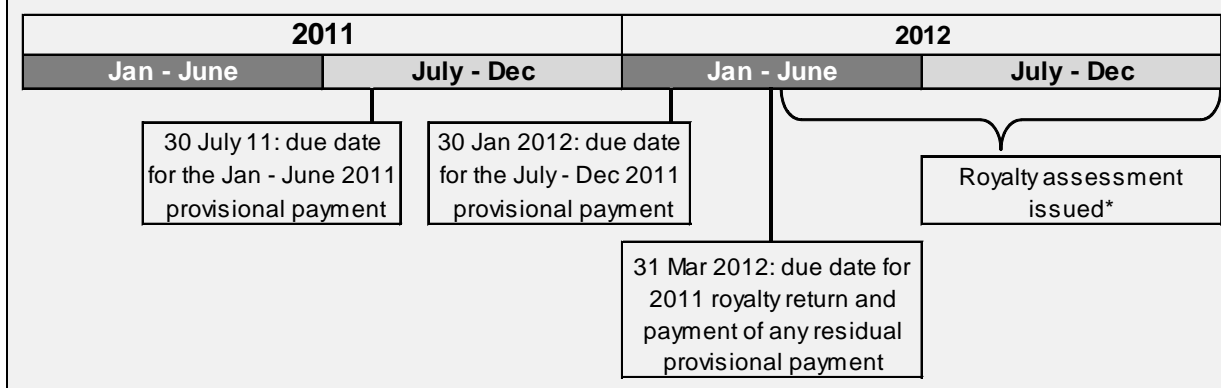 2011
2012
Jan - June
July - Dec
Jan - June
July - Dec
30 July 11: due date
for the Jan - June 2011
provisional payment
30 Jan 2012: due date
for the July - Dec 2011
provisional payment
Royalty assessment
issued*
31 Mar 2012: due date for
2011 royalty return and
payment of any residual
provisional payment